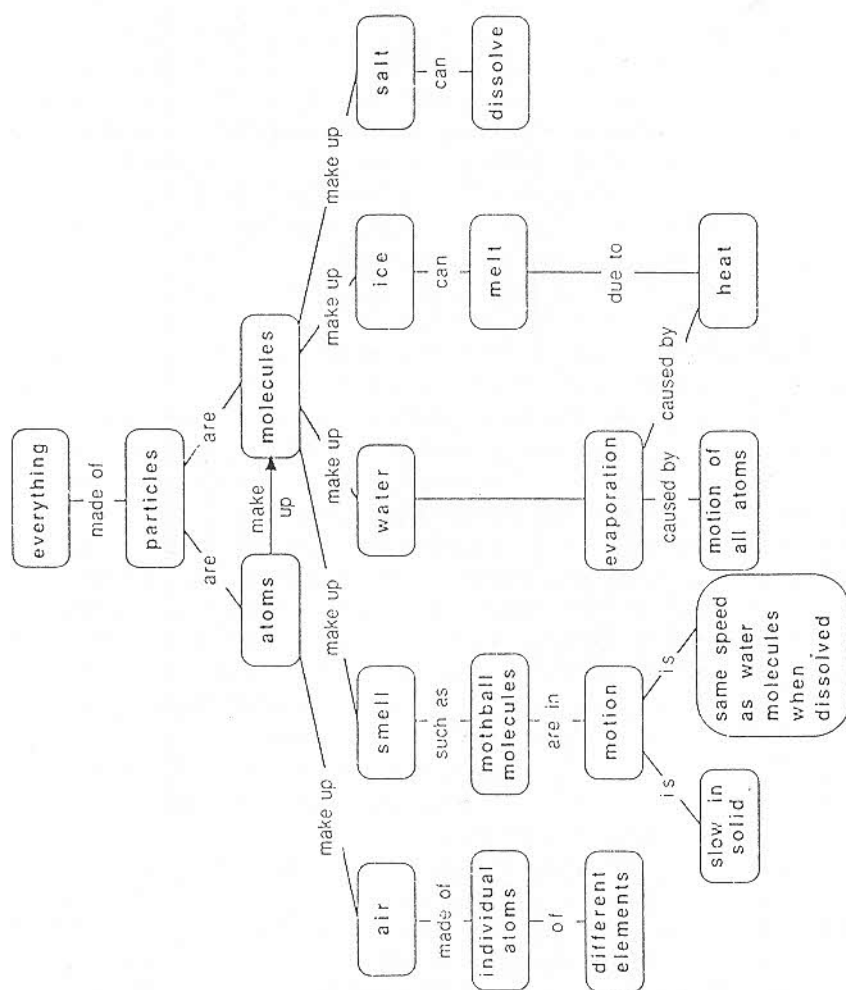 everything
made of
particles
are
are
atoms
make
up
molecules
make up
make up
make up
make up
make up
air
smell
water
ice
salt
made of
such as
can
can
individual
atoms
mothball
molecules
melt
dissolve
of
are in
due to
different
elements
motion
evaporation
is
is
caused by
caused by
slow in
solid
same speed
as water
molecules
when
dissolved
motion of
all atoms
heat